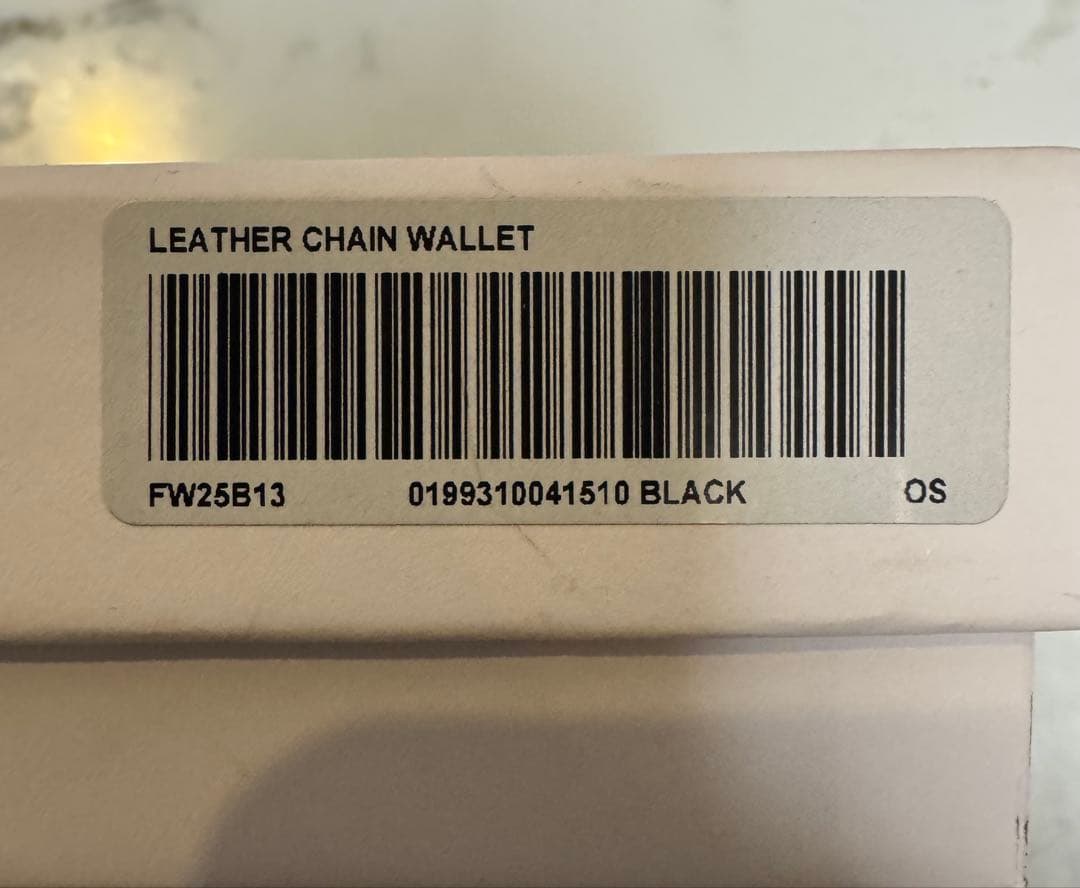 LEATHER CHAIN WALLET
FW25B13 0199310041510 BLACK OS